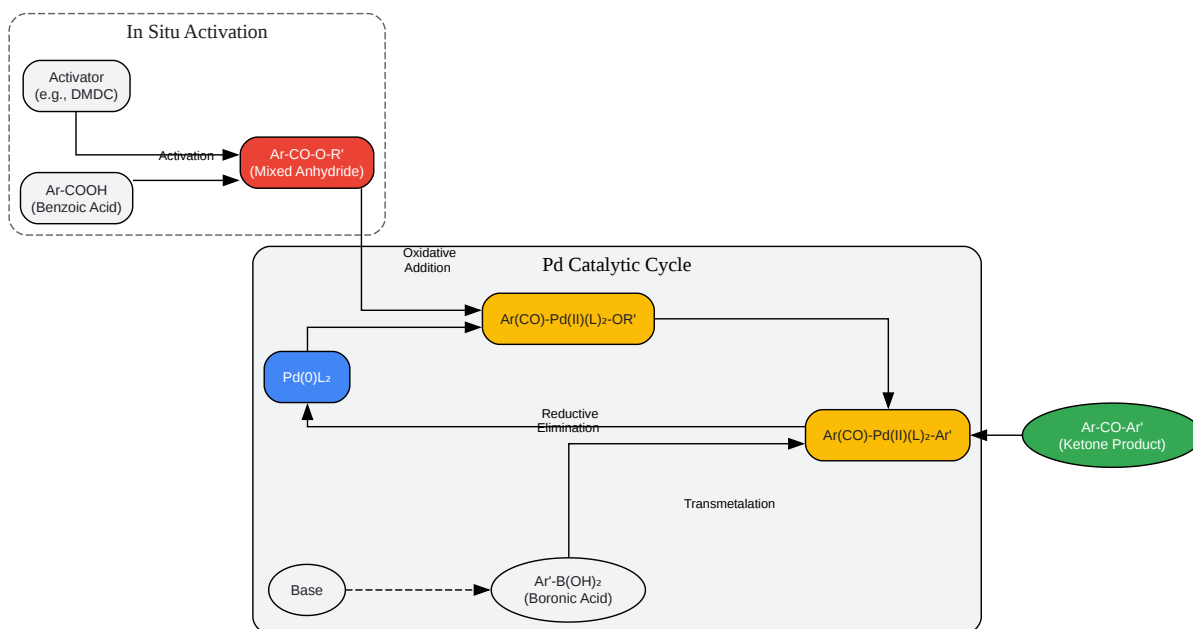 In Situ Activation
Activator
(e.g., DMDC)
Activation
Ar-CO-O-R'
(Mixed Anhydride)
Ar-COOH
(Benzoic Acid)
Oxidative
Addition
Pd Catalytic Cycle
Ar(CO)-Pd(II)(L)₂-OR'
Pd(0)L₂
Reductive
Elimination
Ar(CO)-Pd(II)(L)₂-Ar'
Ar-CO-Ar'
(Ketone Product)
Transmetalation
Base
Ar'-B(OH)₂
(Boronic Acid)